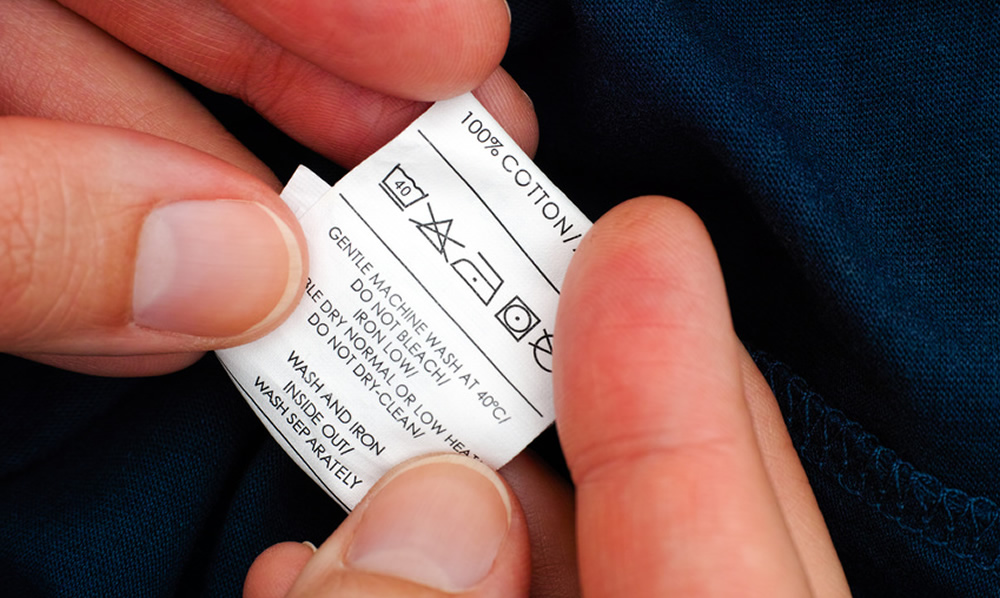 100% COTTON/
40
GENTLE MACHINE WASH AT 40°C/
DO NOT BLEACH/
IRON LOW/
DRY NORMAL OR LOW HEAT
DO NOT DRY-CLEAN/
WASH AND IRON
INSIDE OUT/
WASH SEPARATELY